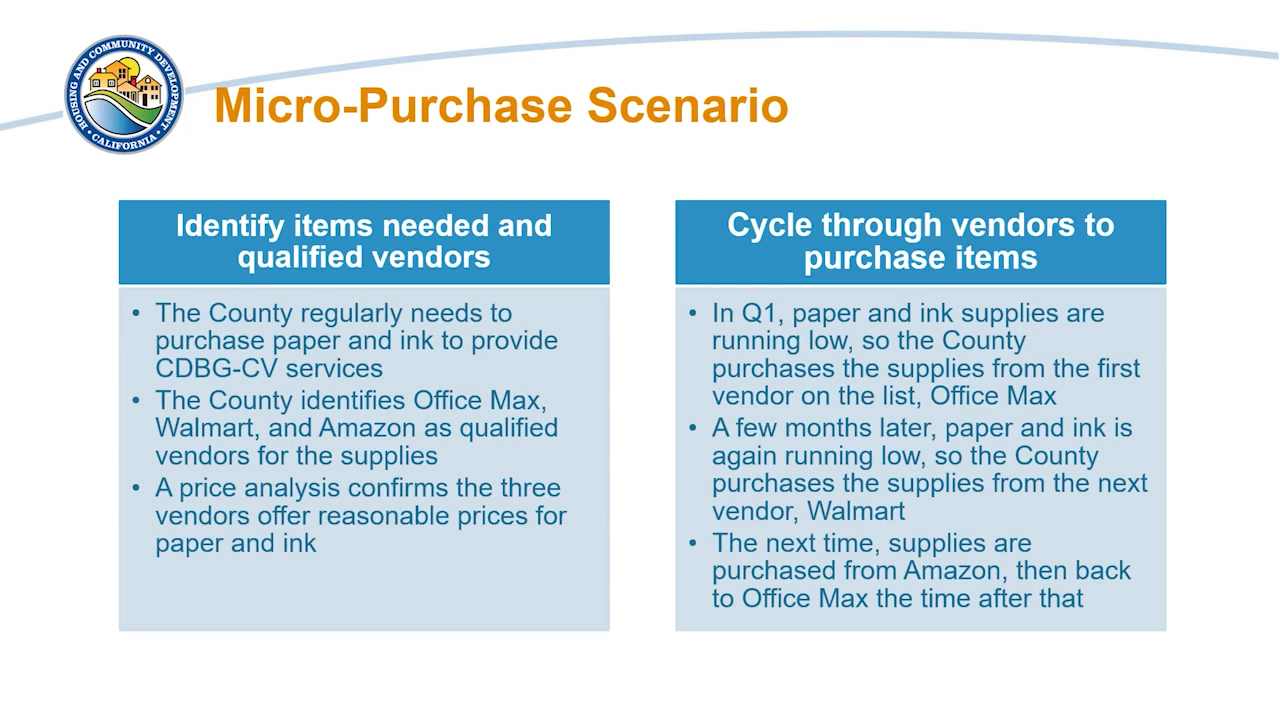 HOUSING AND COMMUNITY DEVELOPMENT
• CALIFORNIA •
Micro-Purchase Scenario
Identify items needed and
qualified vendors
• The County regularly needs to
purchase paper and ink to provide
CDBG-CV services
• The County identifies Office Max,
Walmart, and Amazon as qualified
vendors for the supplies
• A price analysis confirms the three
vendors offer reasonable prices for
paper and ink
Cycle through vendors to
purchase items
• In Q1, paper and ink supplies are
running low, so the County
purchases the supplies from the first
vendor on the list, Office Max
• A few months later, paper and ink is
again running low, so the County
purchases the supplies from the next
vendor, Walmart
• The next time, supplies are
purchased from Amazon, then back
to Office Max the time after that